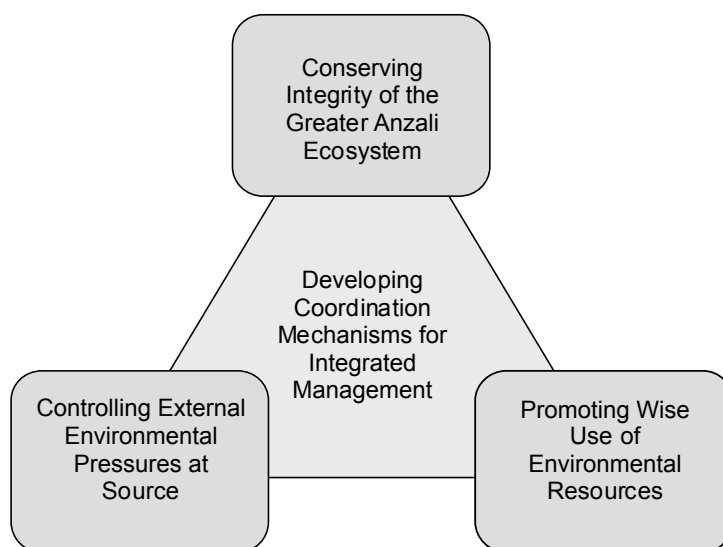 Conserving
Integrity of the
Greater Anzali
Ecosystem
Developing
Coordination
Mechanisms for
Integrated
Management
Controlling External
Environmental
Pressures at
Source
Promoting Wise
Use of
Environmental
Resources